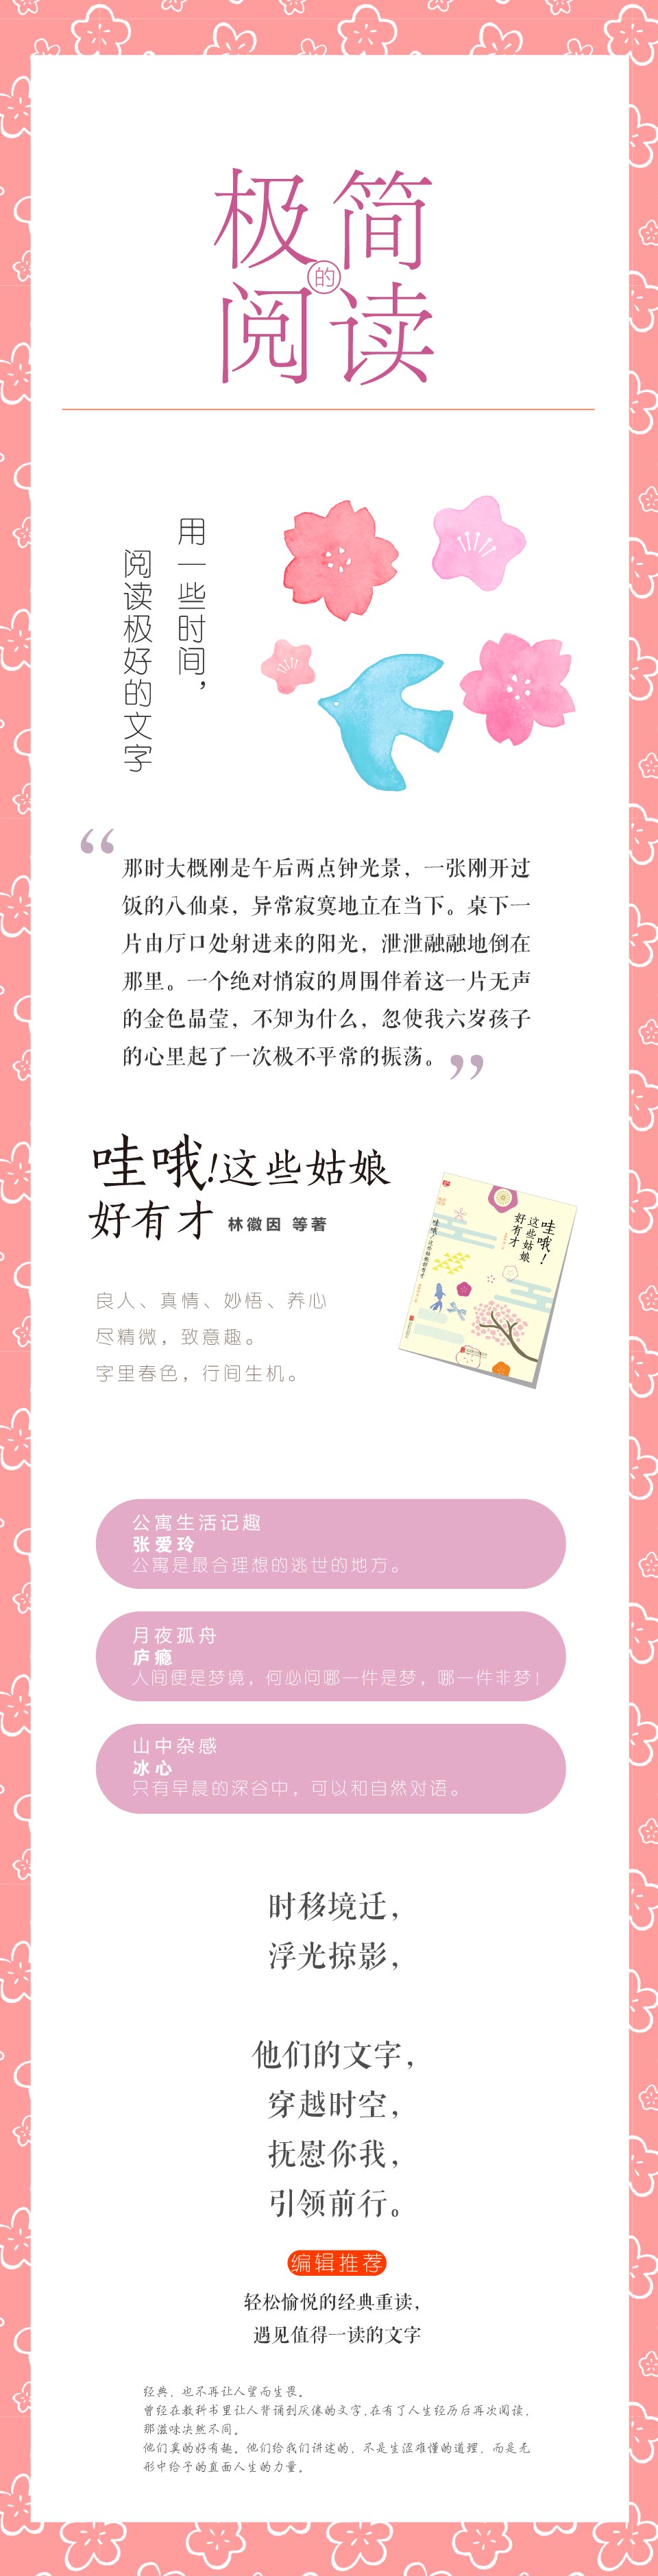 极简
的
阅读
用一些时间，
阅读极好的文字
“
那时大概刚是午后两点钟光景，一张刚开过
饭的八仙桌，异常寂寞地立在当下。桌下一
片由厅口处射进来的阳光，泄泄融融地倒在
那里。一个绝对悄寂的周围伴着这一片无声
的金色晶莹，不知为什么，忽使我六岁孩子
的心里起了一次极不平常的振荡。
”
哇哦!这些姑娘
好有才 林徽因 等著
哇哦！
这些姑娘
好有才
良人、真情、妙悟、养心
尽精微，致意趣。
字里春色，行间生机。
公寓生活记趣
张爱玲
公寓是最合理想的逃世的地方。
月夜孤舟
庐瘾
人间便是梦境，何必问哪一件是梦，哪一件非梦！
山中杂感
冰心
只有早晨的深谷中，可以和自然对语。
时移境迁，
浮光掠影，
他们的文字，
穿越时空，
抚慰你我，
引领前行。
编辑推荐
轻松愉悦的经典重读，
遇见值得一读的文字
经典，也不再让人望而生畏。
曾经在教科书里让人背诵到厌倦的文字,在有了人生经历后再次阅读，
那滋味决然不同。
他们真的好有趣。他们给我们讲述的，不是生涩难懂的道理，而是无
形中给予的直面人生的力量。